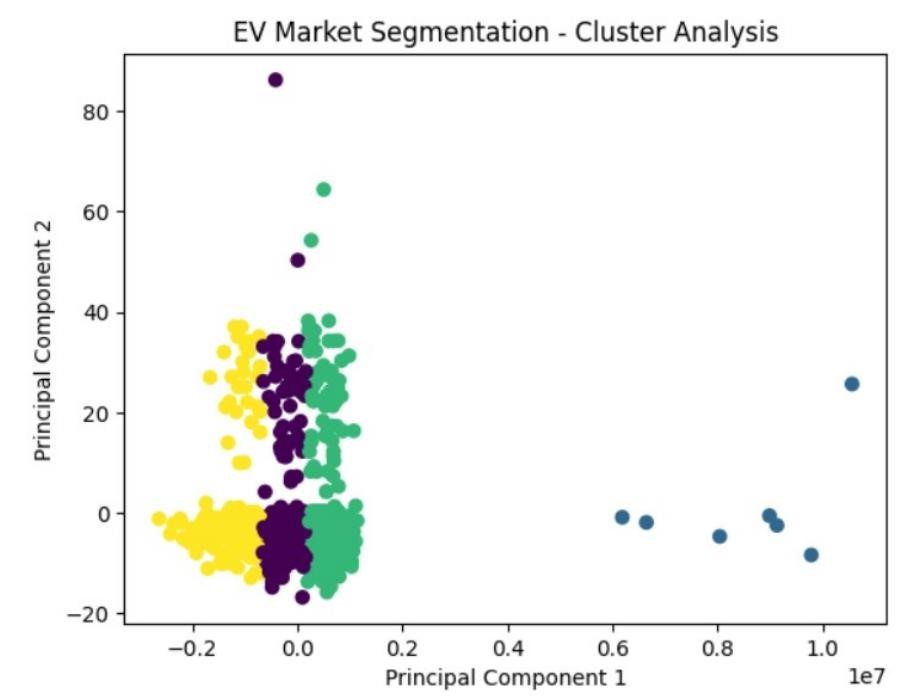 EV Market Segmentation - Cluster Analysis
80
60
40
20
0
−20
Principal Component 2
−0.2 0.0 0.2 0.4 0.6 0.8 1.0
1e7
Principal Component 1